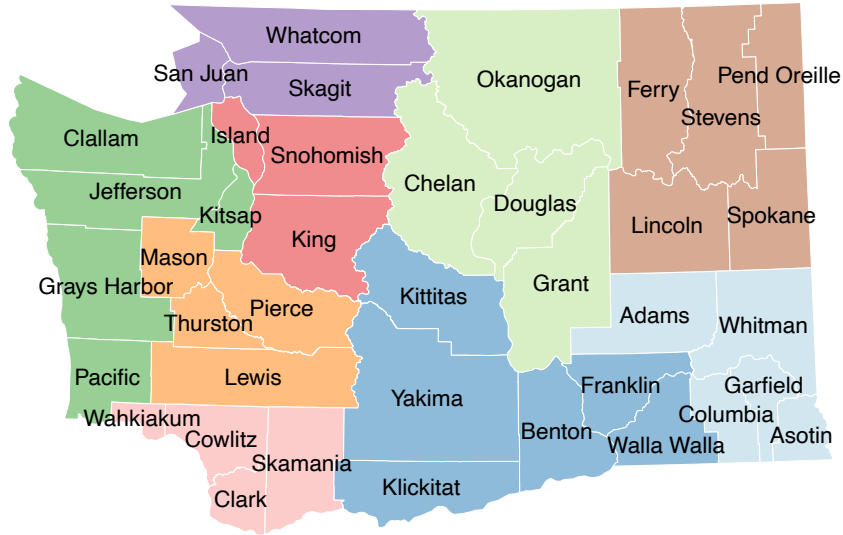 Whatcom
San Juan
Skagit
Okanogan
Ferry
Pend Oreille
Stevens
Clallam
Island
Snohomish
Chelan
Jefferson
Kitsap
Douglas
Lincoln
Spokane
King
Mason
Grays Harbor
Pierce
Kittitas
Grant
Thurston
Adams
Whitman
Pacific
Lewis
Yakima
Franklin
Garfield
Columbia
Wahkiakum
Cowlitz
Benton
Walla Walla
Asotin
Skamania
Clark
Klickitat